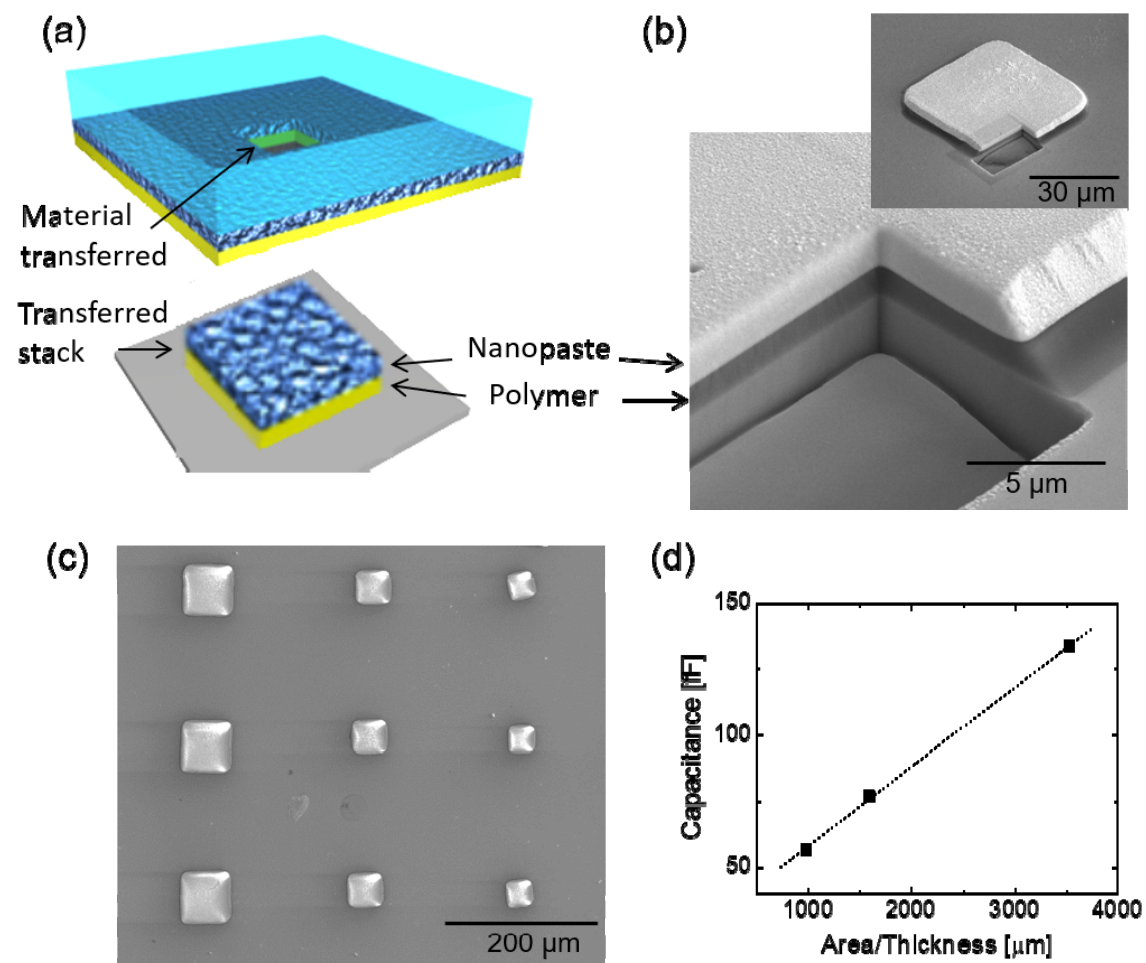 (a)
Material
transferred
Transferred
stack
Nanopaste
Polymer
(b)
30 µm
5 µm
(c)
200 µm
(d)
150
100
50
Capacitance [fF]
1000 2000 3000 4000
Area/Thickness [µm]